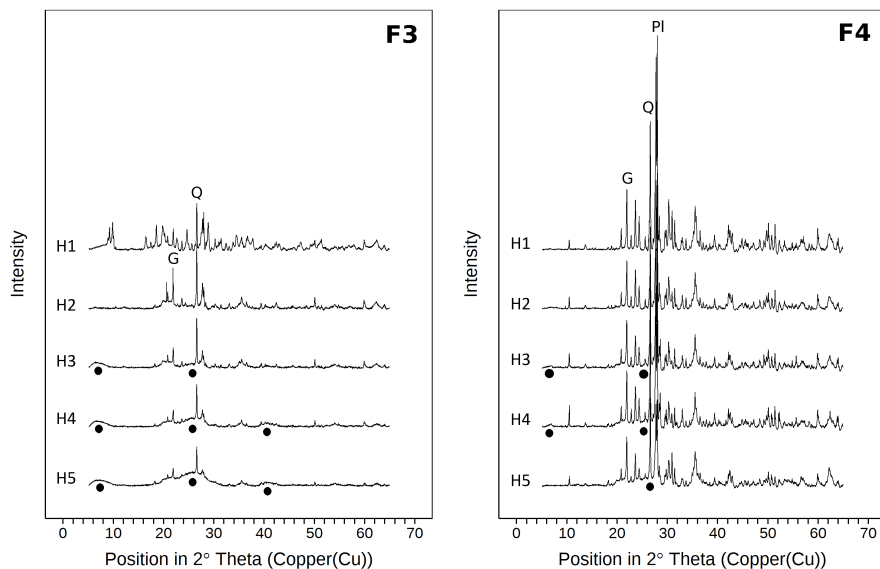 F3
Intensity
Q
H1
G
H2
H3
H4
H5
0 10 20 30 40 50 60 70
Position in 2° Theta (Copper(Cu))
F4
Intensity
Pl
Q
G
H1
H2
H3
H4
H5
0 10 20 30 40 50 60 70
Position in 2° Theta (Copper(Cu))